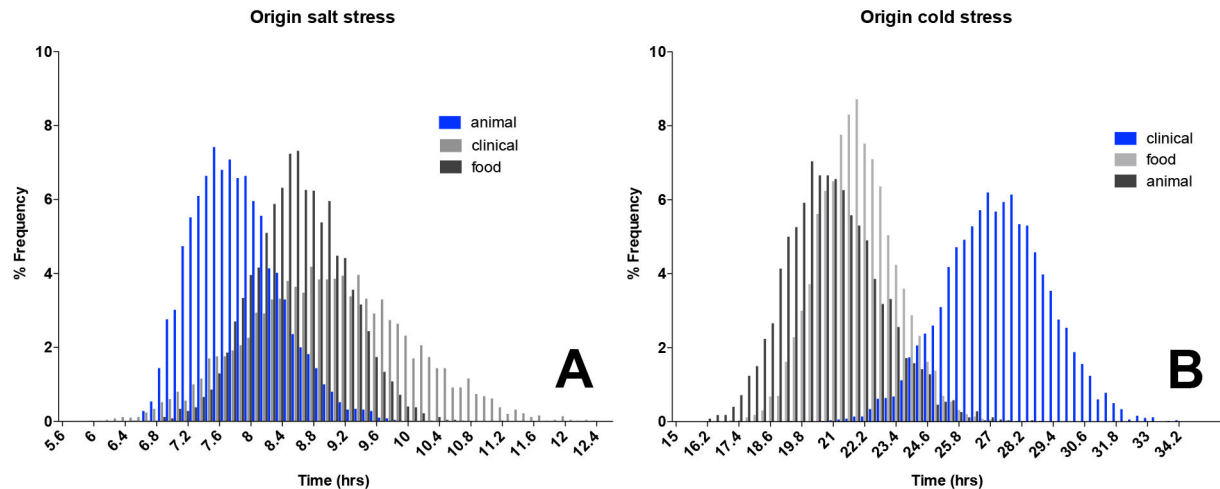 Origin salt stress
% Frequency
10
8
6
4
2
0
animal
clinical
food
A
5.6 6 6.4 6.8 7.2 7.6 8 8.4 8.8 9.2 9.6 10 10.4 10.8 11.2 11.6 12 12.4
Time (hrs)
Origin cold stress
% Frequency
10
8
6
4
2
0
clinical
food
animal
B
15 16.2 17.4 18.6 19.8 21 22.2 23.4 24.6 25.8 27 28.2 29.4 30.6 31.8 33 34.2
Time (hrs)